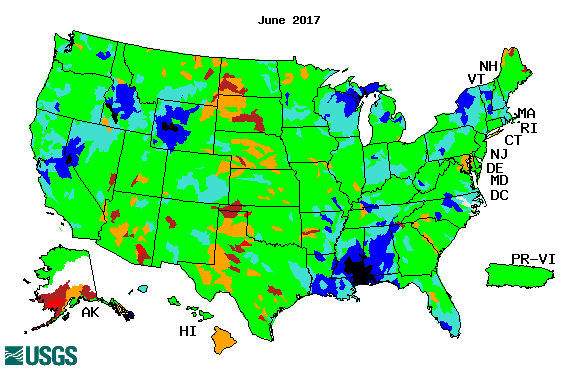 June 2017
NH
VT
MA
RI
CT
NJ
DE
MD
DC
PR-VI
AK
HI
USGS